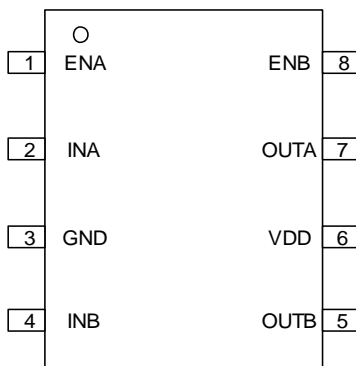 1 ENA ENB 8
2 INA OUTA 7
3 GND VDD 6
4 INB OUTB 5